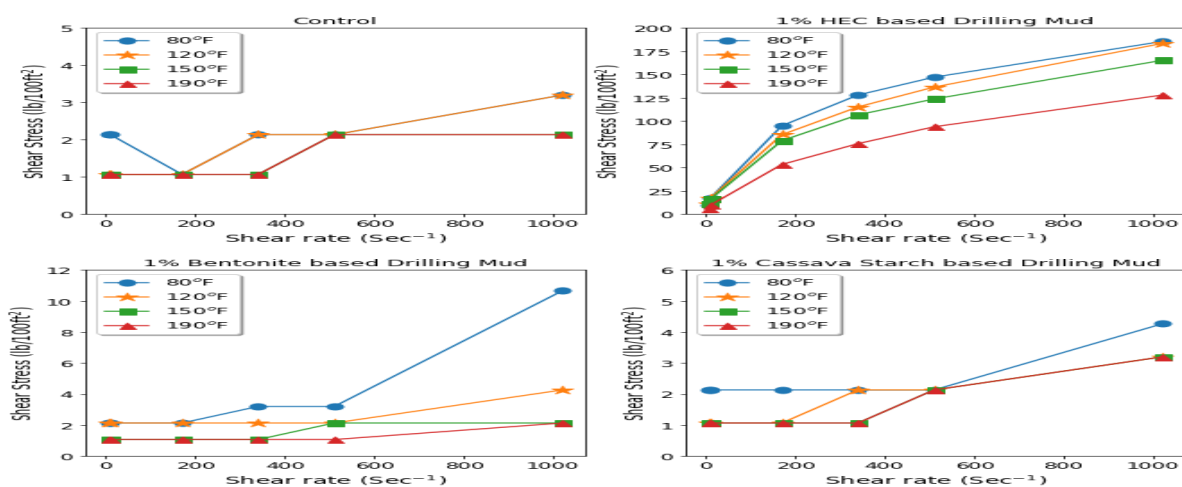 Control
5
4
3
2
1
0
Shear Stress (lb/100ft²)
80°F
120°F
150°F
190°F
0 200 400 600 800 1000
Shear rate (Sec⁻¹)
1% HEC based Drilling Mud
200
175
150
125
100
75
50
25
0
Shear Stress (lb/100ft²)
80°F
120°F
150°F
190°F
0 200 400 600 800 1000
Shear rate (Sec⁻¹)
1% Bentonite based Drilling Mud
12
10
8
6
4
2
0
Shear Stress (lb/100ft²)
80°F
120°F
150°F
190°F
0 200 400 600 800 1000
Shear rate (Sec⁻¹)
1% Cassava Starch based Drilling Mud
6
5
4
3
2
1
0
Shear Stress (lb/100ft²)
80°F
120°F
150°F
190°F
0 200 400 600 800 1000
Shear rate (Sec⁻¹)